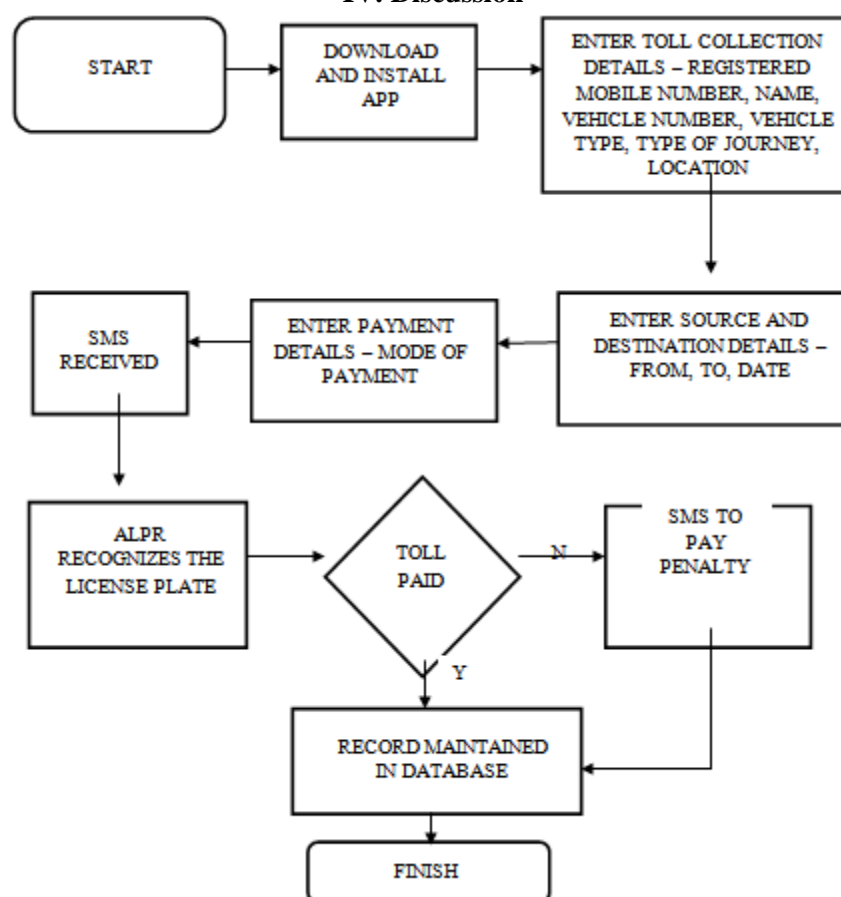 IV. Discussion
START
DOWNLOAD
AND INSTALL
APP
ENTER TOLL COLLECTION
DETAILS – REGISTERED
MOBILE NUMBER, NAME,
VEHICLE NUMBER, VEHICLE
TYPE, TYPE OF JOURNEY,
LOCATION
ENTER SOURCE AND
DESTINATION DETAILS –
FROM, TO, DATE
ENTER PAYMENT
DETAILS – MODE OF
PAYMENT
SMS
RECEIVED
ALPR
RECOGNIZES THE
LICENSE PLATE
TOLL
PAID
N
SMS TO
PAY
PENALTY
Y
RECORD MAINTAINED
IN DATABASE
FINISH